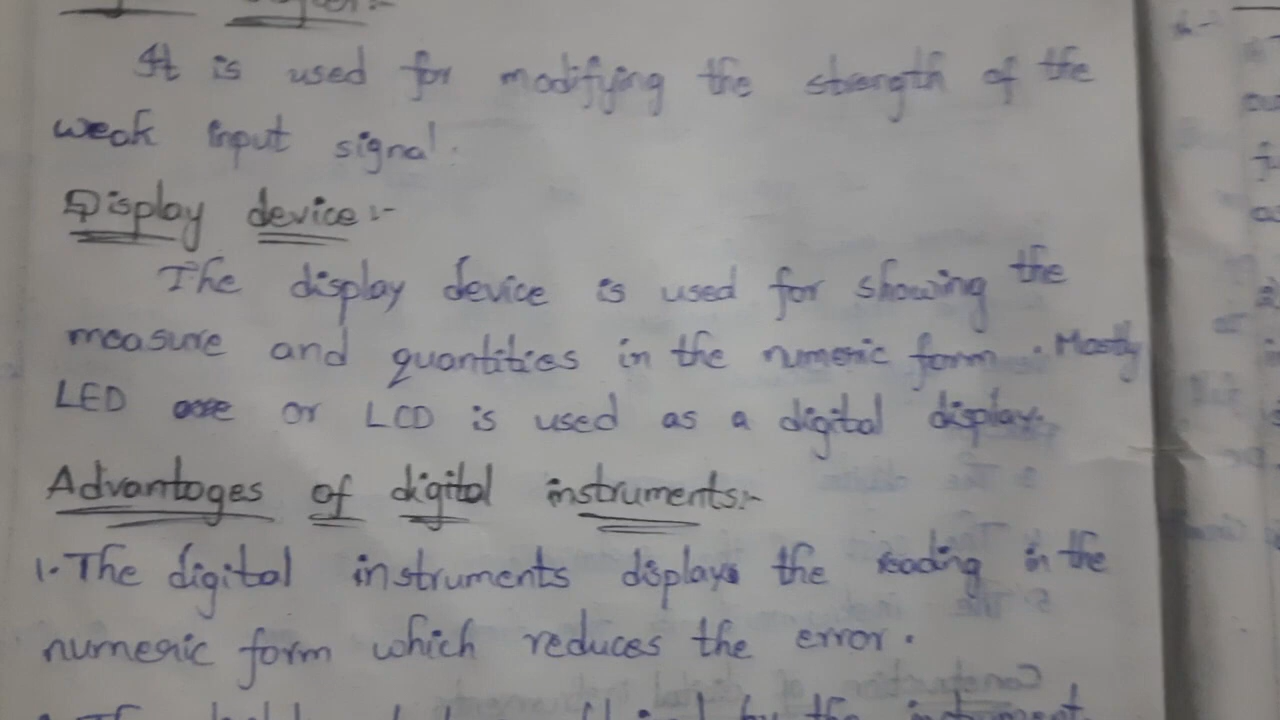 It is used for modifying the strength of the
weak input signal.
Display device :-
The display device is used for showing the
measure and quantities in the numeric form . Mostly
LED or LCD is used as a digital display.
Advantages of digital instruments:-
1. The digital instruments displays the reading in the
numeric form which reduces the error.